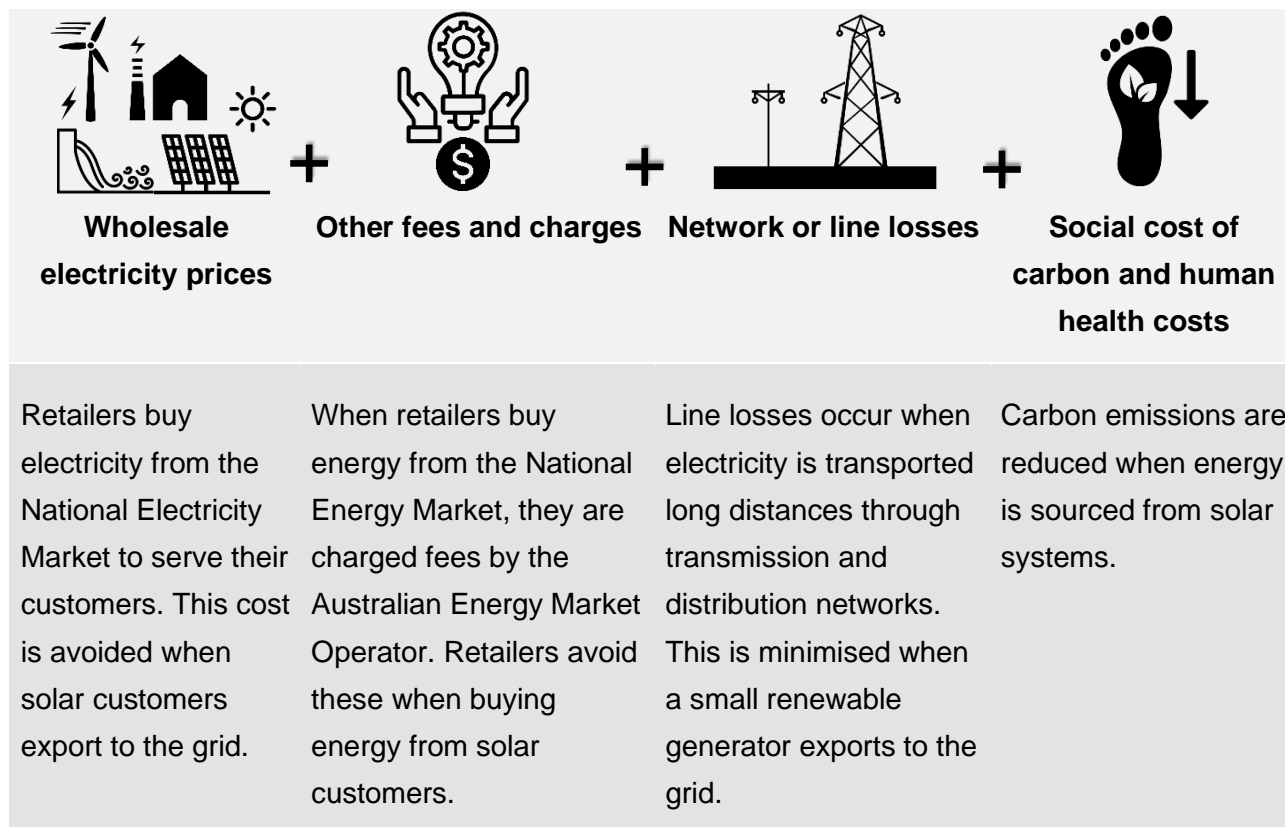 +
+
+
$
Wholesale
electricity prices
Other fees and charges
Network or line losses
Social cost of
carbon and human
health costs
Retailers buy
electricity from the
National Electricity
Market to serve their
customers. This cost
is avoided when
solar customers
export to the grid.
When retailers buy
energy from the National
Energy Market, they are
charged fees by the
Australian Energy Market
Operator. Retailers avoid
these when buying
energy from solar
customers.
Line losses occur when
electricity is transported
long distances through
transmission and
distribution networks.
This is minimised when
a small renewable
generator exports to the
grid.
Carbon emissions are
reduced when energy
is sourced from solar
systems.